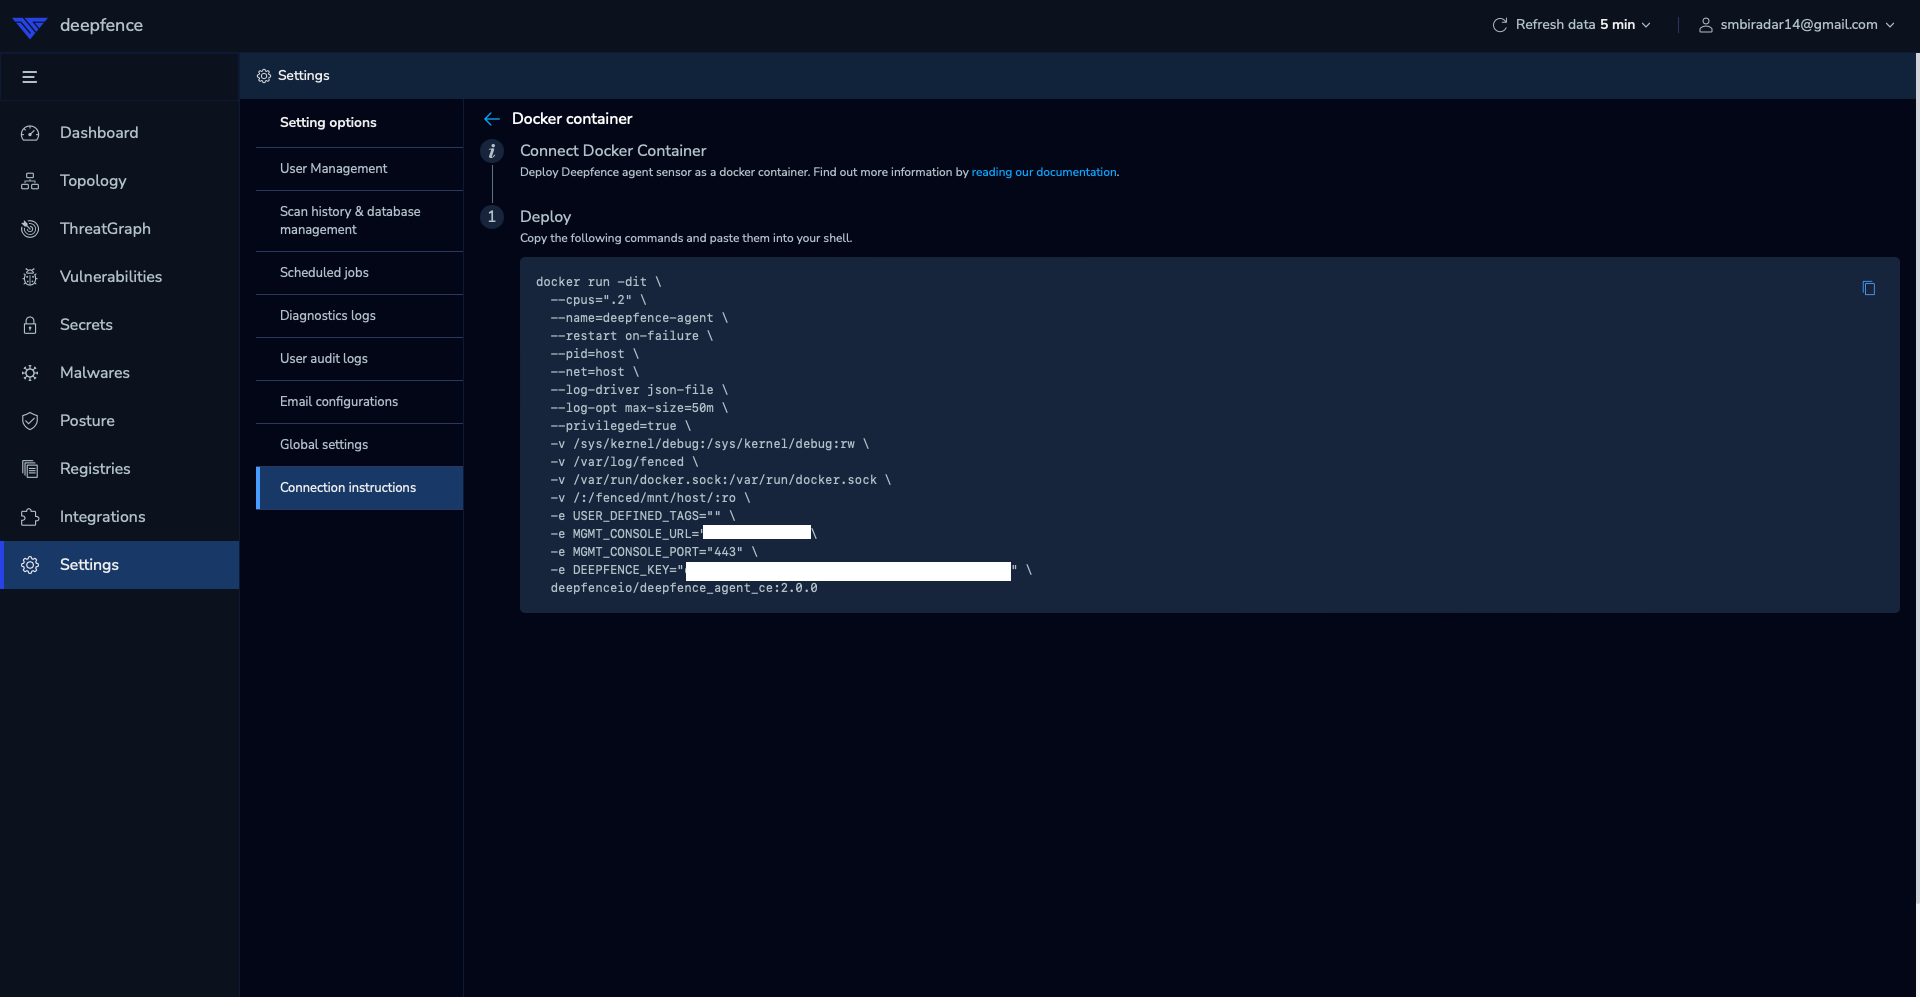 deepfence
Refresh data 5 min
smbiradar14@gmail.com
Settings
Dashboard
Topology
ThreatGraph
Vulnerabilities
Secrets
Malwares
Posture
Registries
Integrations
Settings
Setting options
User Management
Scan history & database
management
Scheduled jobs
Diagnostics logs
User audit logs
Email configurations
Global settings
Connection instructions
Docker container
i
Connect Docker Container
Deploy Deepfence agent sensor as a docker container. Find out more information by reading our documentation.
1
Deploy
Copy the following commands and paste them into your shell.
docker run -dit \
--cpus=".2" \
--name=deepfence-agent \
--restart on-failure \
--pid=host \
--net=host \
--log-driver json-file \
--log-opt max-size=50m \
--privileged=true \
-v /sys/kernel/debug:/sys/kernel/debug:rw \
-v /var/log/fenced \
-v /var/run/docker.sock:/var/run/docker.sock \
-v /:/fenced/mnt/host/:ro \
-e USER_DEFINED_TAGS="" \
-e MGMT_CONSOLE_URL=" \
-e MGMT_CONSOLE_PORT="443" \
-e DEEPFENCE_KEY=" " \
deepfenceio/deepfence_agent_ce:2.0.0